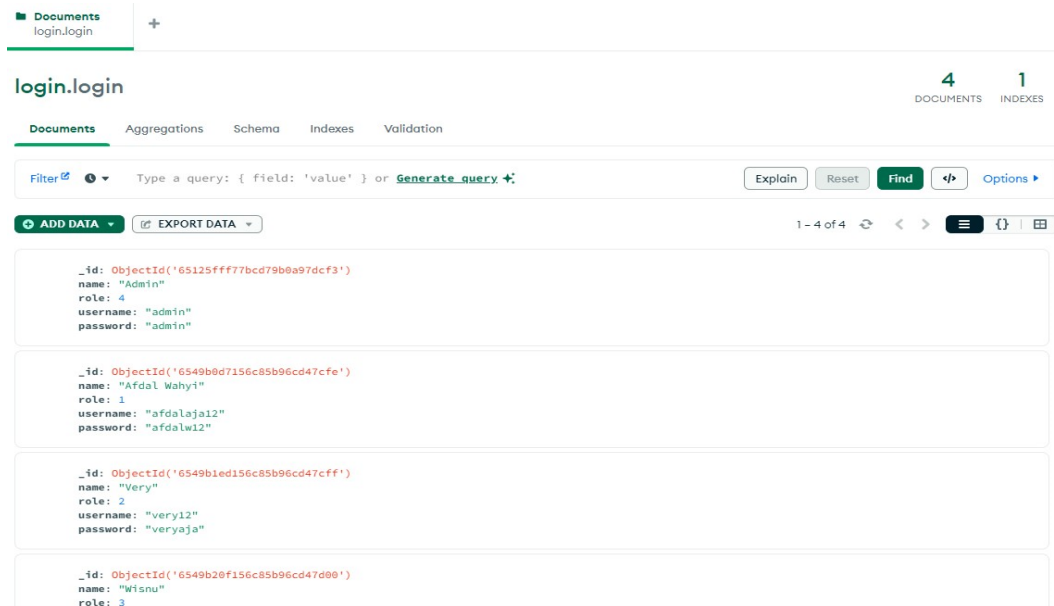 Documents
login.login
login.login
4
DOCUMENTS
1
INDEXES
Documents Aggregations Schema Indexes Validation
Filter Type a query: { field: 'value' } or Generate query Explain Reset Find </> Options
ADD DATA EXPORT DATA 1 – 4 of 4 {}
_id: ObjectId('65125fff77bcd79b0a97dcf3')
name: "Admin"
role: 4
username: "admin"
password: "admin"
_id: ObjectId('6549b0d7156c85b96cd47cfe')
name: "Afdal Wahyi"
role: 1
username: "afdalaja12"
password: "afdalw12"
_id: ObjectId('6549b1ed156c85b96cd47cff')
name: "Very"
role: 2
username: "very12"
password: "veryaja"
_id: ObjectId('6549b20f156c85b96cd47d00')
name: "Wisnu"
role: 3